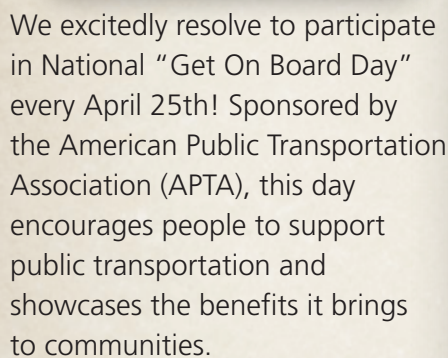 We excitedly resolve to participate
in National “Get On Board Day”
every April 25th! Sponsored by
the American Public Transportation
Association (APTA), this day
encourages people to support
public transportation and
showcases the benefits it brings
to communities.